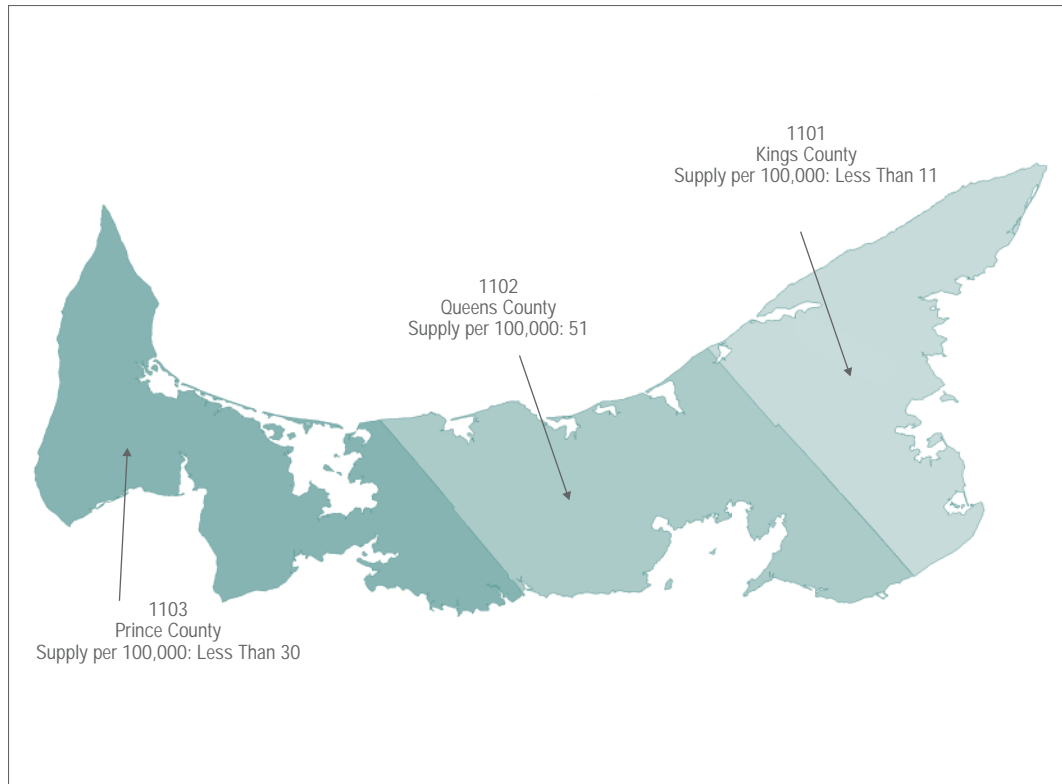 1101
Kings County
Supply per 100,000: Less Than 11
1102
Queens County
Supply per 100,000: 51
1103
Prince County
Supply per 100,000: Less Than 30